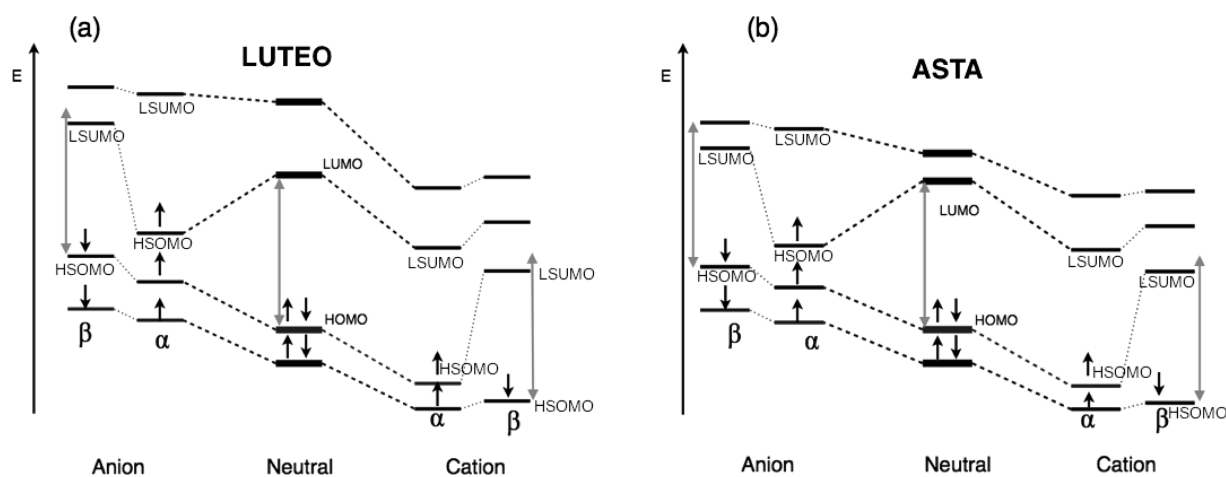 (a)
LUTEO
E
LSUMO
LSUMO
LUMO
HSOMO
HSOMO
LSUMO
LSUMO
HOMO
β
α
HSOMO
HSOMO
α
β
Anion
Neutral
Cation
(b)
ASTA
E
LSUMO
LSUMO
LUMO
HSOMO
HSOMO
LSUMO
LSUMO
HOMO
β
α
HSOMO
HSOMO
α
β
Anion
Neutral
Cation